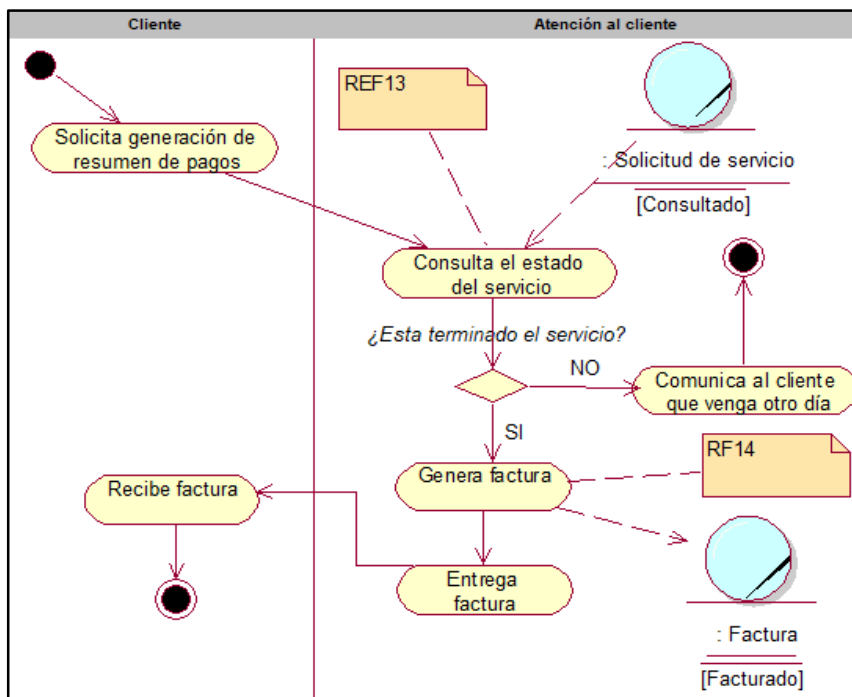 Cliente
Atención al cliente
REF13
Solicita generación de
resumen de pagos
: Solicitud de servicio
[Consultado]
Consulta el estado
del servicio
¿Esta terminado el servicio?
NO
Comunica al cliente
que venga otro día
SI
RF14
Genera factura
Recibe factura
Entrega
factura
: Factura
[Facturado]